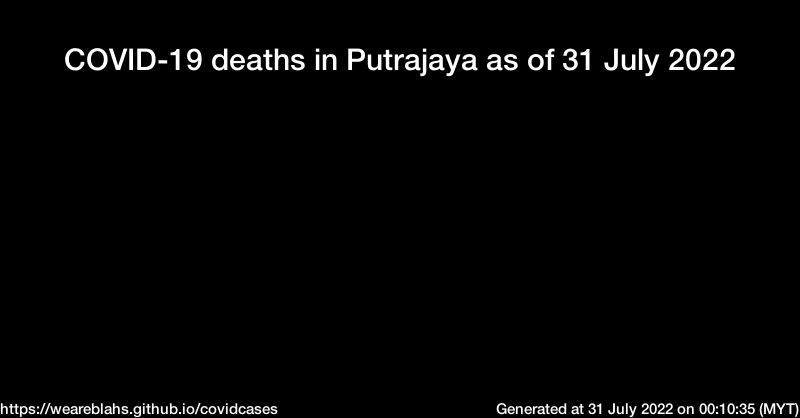 COVID-19 deaths in Putrajaya as of 31 July 2022
https://weareblahs.github.io/covidcases
Generated at 31 July 2022 on 00:10:35 (MYT)